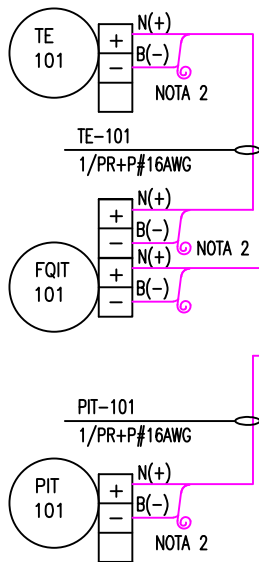 TE
101
+
−
N(+)
B(−)
NOTA 2
TE-101
1/PR+P#16AWG
FQIT
101
+
−
+
−
N(+)
B(−)
NOTA 2
N(+)
B(−)
PIT-101
1/PR+P#16AWG
PIT
101
+
−
N(+)
B(−)
NOTA 2